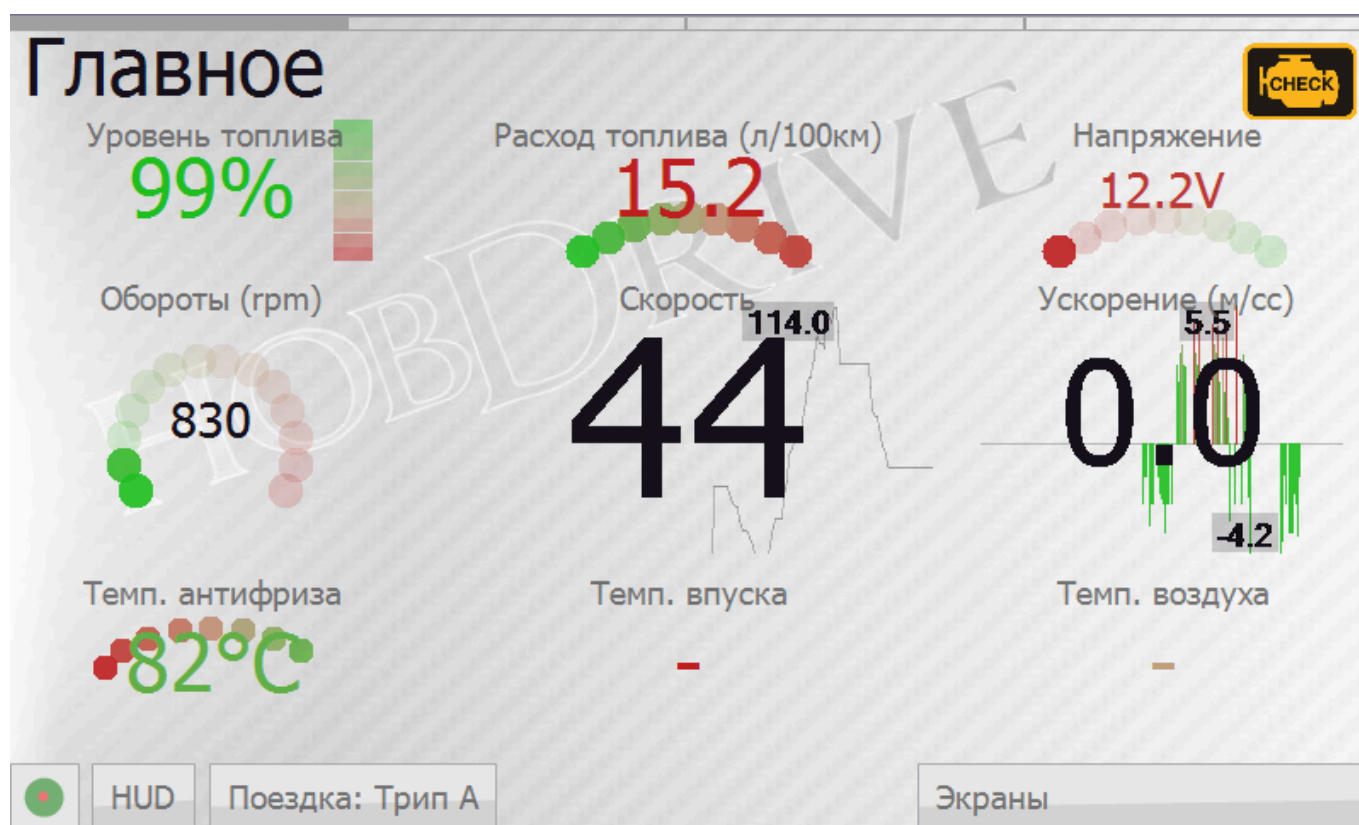 Главное
CHECK
Уровень топлива
99%
Расход топлива (л/100км)
15.2
Напряжение
12.2V
Обороты (rpm)
830
Скорость
114.0
44
Ускорение (м/сс)
5.5
0.0
-4.2
Темп. антифриза
82°C
Темп. впуска
-
Темп. воздуха
-
HOBDRIVE
HUD
Поездка: Трип А
Экраны